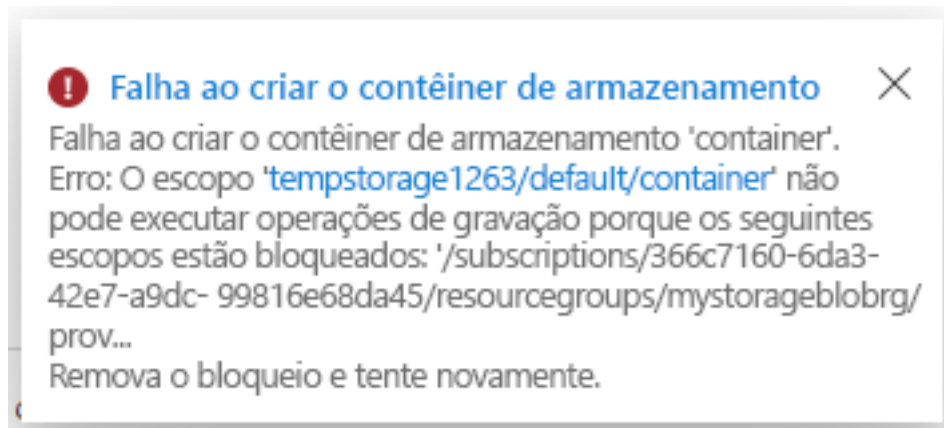 Falha ao criar o contêiner de armazenamento
Falha ao criar o contêiner de armazenamento 'container'.
Erro: O escopo 'tempstorage1263/default/container' não
pode executar operações de gravação porque os seguintes
escopos estão bloqueados: '/subscriptions/366c7160-6da3-
42e7-a9dc- 99816e68da45/resourcegroups/mystorageblobrg/
prov...
Remova o bloqueio e tente novamente.